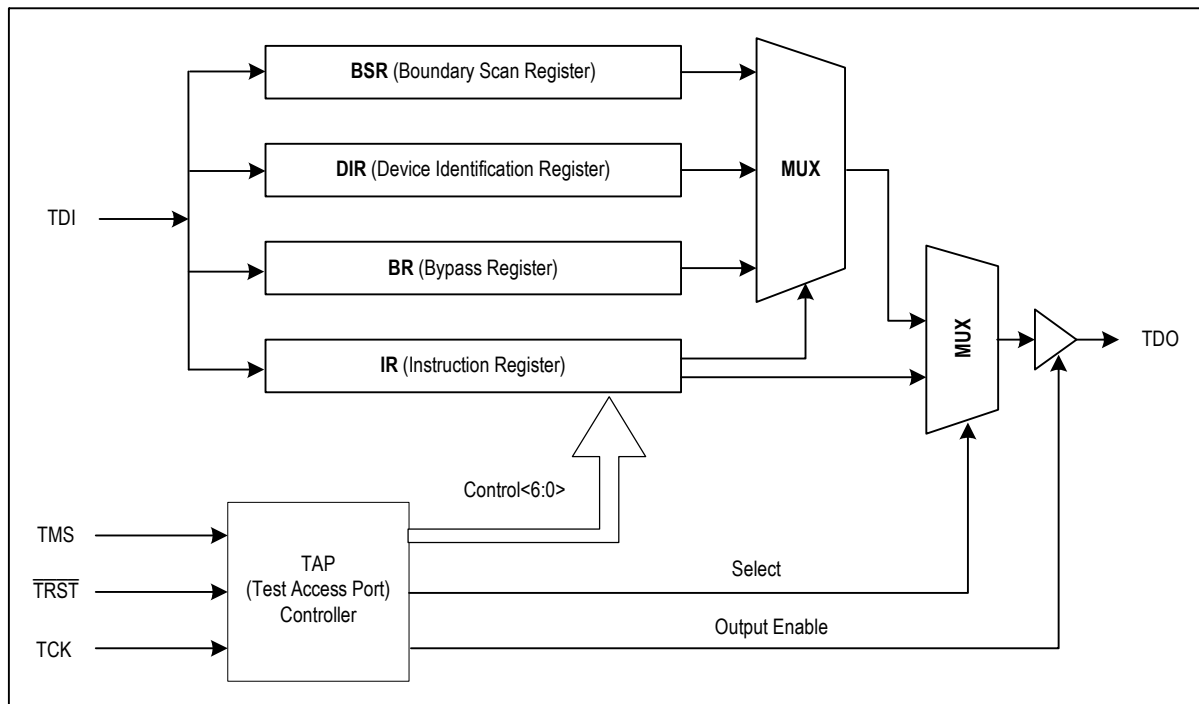 BSR (Boundary Scan Register)
DIR (Device Identification Register)
MUX
TDI
BR (Bypass Register)
MUX
TDO
IR (Instruction Register)
Control<6:0>
TMS
TAP
(Test Access Port)
Controller
TRST
Select
TCK
Output Enable